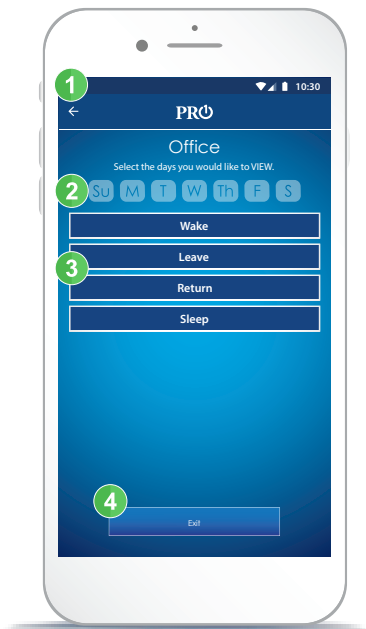 1
10:30
PRO
Office
Select the days you would like to VIEW.
2 Su M T W Th F S
Wake
Leave
3
Return
Sleep
4
Exit